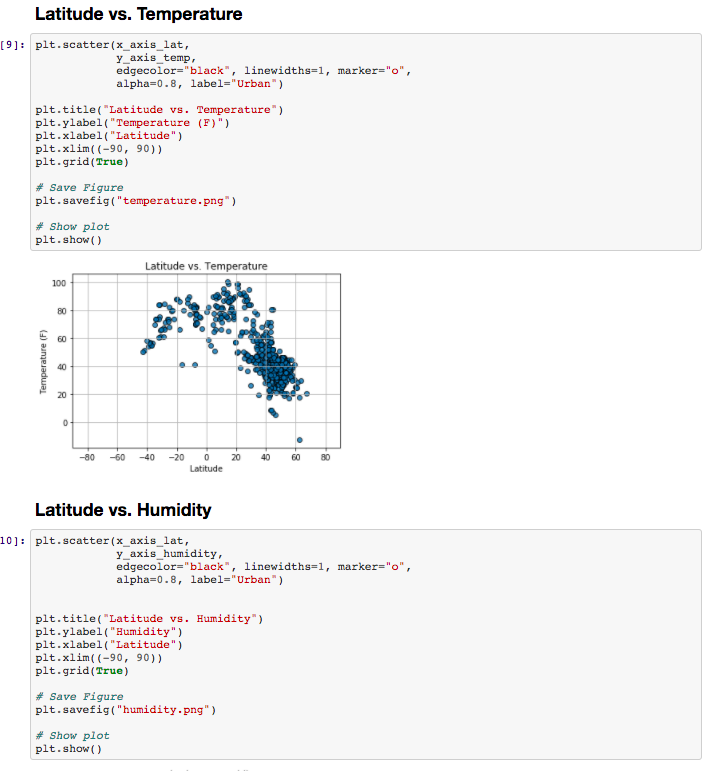 Latitude vs. Temperature
[9]: plt.scatter(x_axis_lat,
y_axis_temp,
edgecolor="black", linewidths=1, marker="o",
alpha=0.8, label="Urban")
plt.title("Latitude vs. Temperature")
plt.ylabel("Temperature (F)")
plt.xlabel("Latitude")
plt.xlim((-90, 90))
plt.grid(True)
# Save Figure
plt.savefig("temperature.png")
# Show plot
plt.show()
Latitude vs. Temperature
100
80
60
40
20
0
Temperature (F)
-80 -60 -40 -20 0 20 40 60 80
Latitude
Latitude vs. Humidity
10]: plt.scatter(x_axis_lat,
y_axis_humidity,
edgecolor="black", linewidths=1, marker="o",
alpha=0.8, label="Urban")
plt.title("Latitude vs. Humidity")
plt.ylabel("Humidity")
plt.xlabel("Latitude")
plt.xlim((-90, 90))
plt.grid(True)
# Save Figure
plt.savefig("humidity.png")
# Show plot
plt.show()